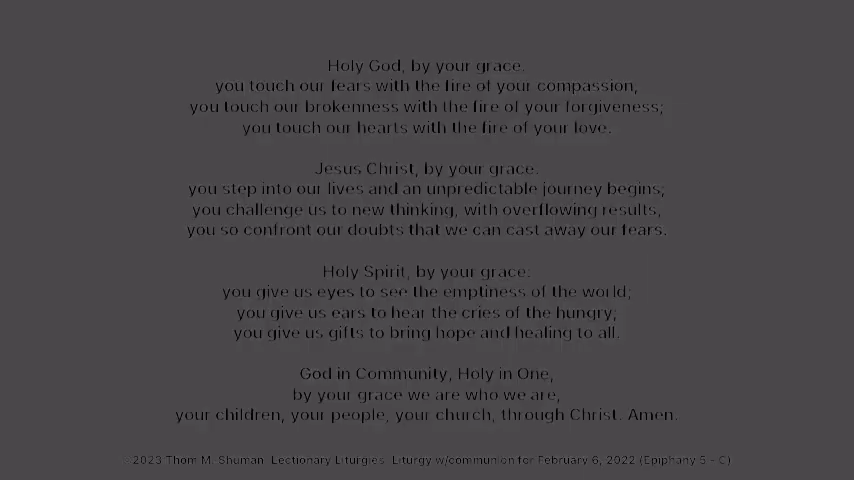 Holy God, by your grace.
you touch our fears with the fire of your compassion,
you touch our brokenness with the fire of your forgiveness;
you touch our hearts with the fire of your love.
Jesus Christ, by your grace.
you step into our lives and an unpredictable journey begins;
you challenge us to new thinking, with overflowing results,
you so confront our doubts that we can cast away our fears.
Holy Spirit, by your grace:
you give us eyes to see the emptiness of the world;
you give us ears to hear the cries of the hungry;
you give us gifts to bring hope and healing to all.
God in Community, Holy in One,
by your grace we are who we are,
your children, your people, your church, through Christ. Amen.
2023 Thom M. Shuman. Lectionary Liturgies. Liturgy w/communion for February 6, 2022 (Epiphany 5 - C)